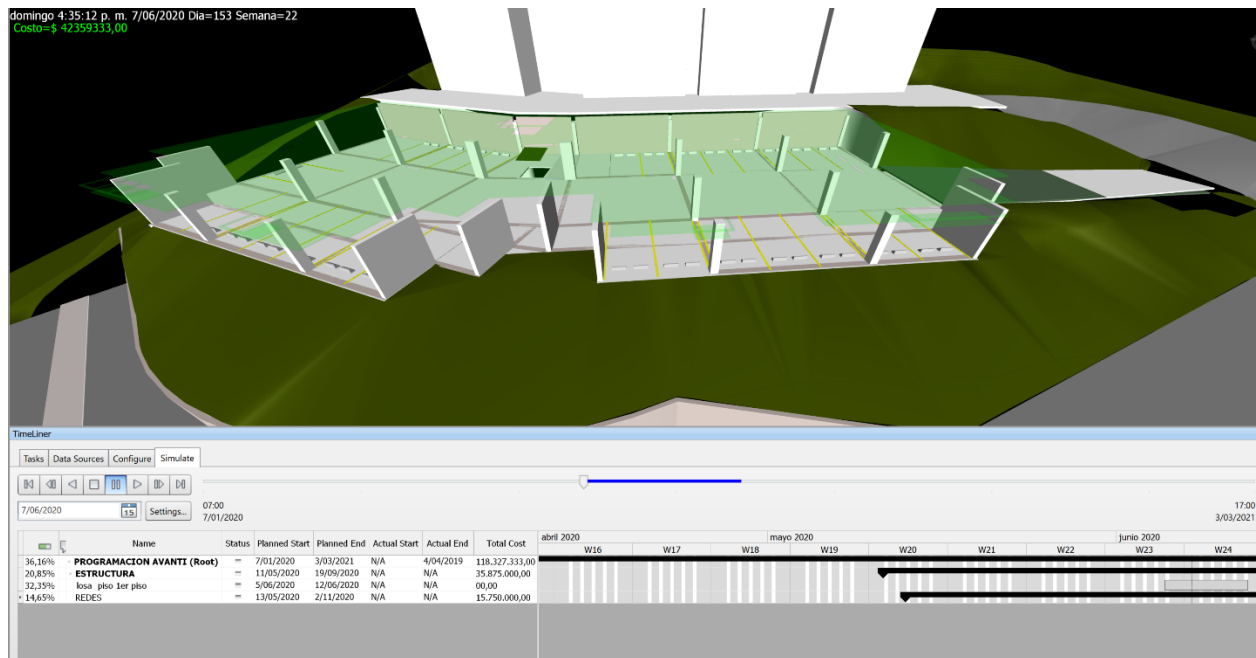 domingo 4:35:12 p. m. 7/06/2020 Dia=153 Semana=22
Costo=$ 42359333,00
TimeLiner
Tasks Data Sources Configure Simulate
7/06/2020 15 Settings... 07:00 17:00
7/01/2020 3/03/2021
abril 2020 mayo 2020 junio 2020
Name Status Planned Start Planned End Actual Start Actual End Total Cost W16 W17 W18 W19 W20 W21 W22 W23 W24
36,16% PROGRAMACION AVANTI (Root) 7/01/2020 3/03/2021 N/A 4/04/2019 118.327.333,00
20,85% ESTRUCTURA 11/05/2020 19/09/2020 N/A N/A 35.875.000,00
32,35% losa piso 1er piso 5/06/2020 12/06/2020 N/A N/A 00,00
14,65% REDES 13/05/2020 2/11/2020 N/A N/A 15.750.000,00